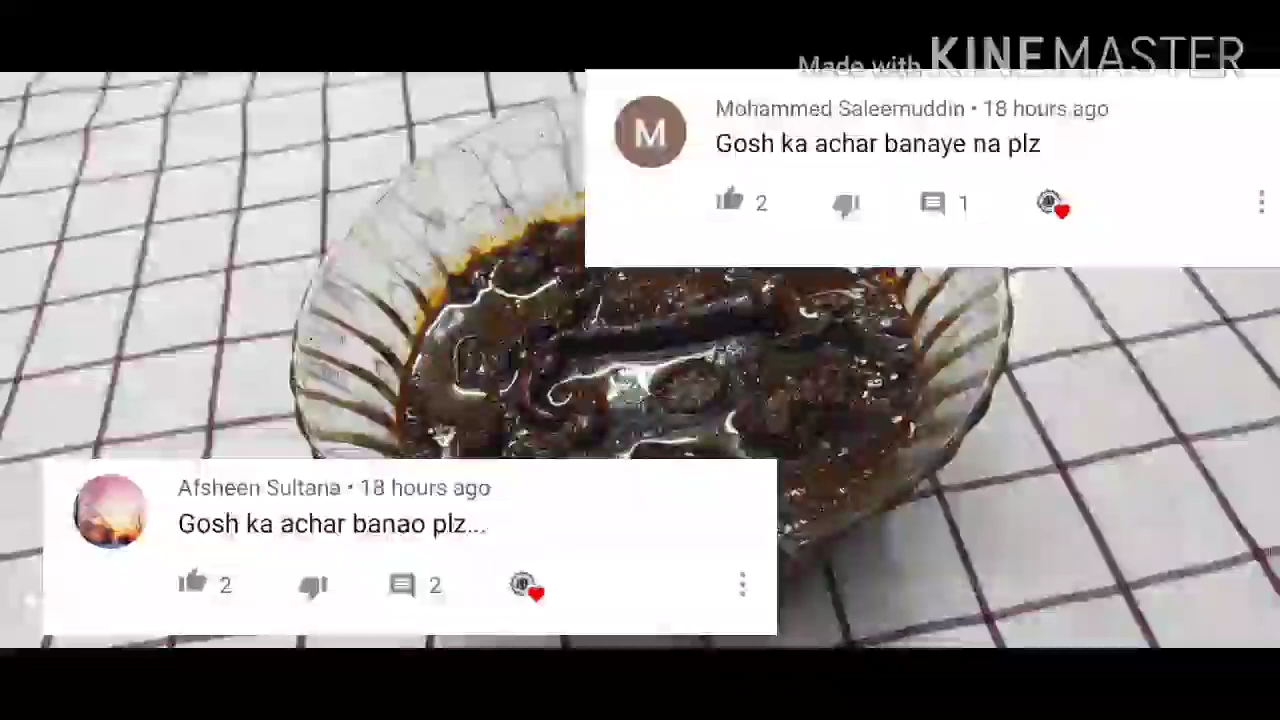 Made with KINEMASTER
M
Mohammed Saleemuddin • 18 hours ago
Gosh ka achar banaye na plz
2
1
Afsheen Sultana • 18 hours ago
Gosh ka achar banao plz...
2
2